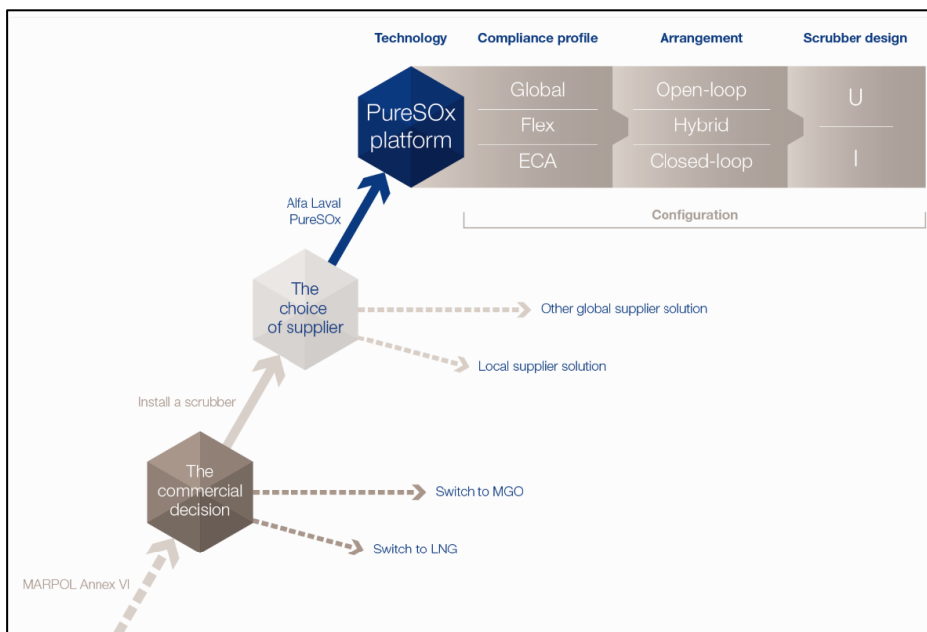 Technology
Compliance profile
Arrangement
Scrubber design
PureSOx
platform
Global
Flex
ECA
Open-loop
Hybrid
Closed-loop
U
I
Configuration
Alfa Laval
PureSOx
The
choice
of supplier
Other global supplier solution
Local supplier solution
Install a scrubber
The
commercial
decision
Switch to MGO
Switch to LNG
MARPOL Annex VI